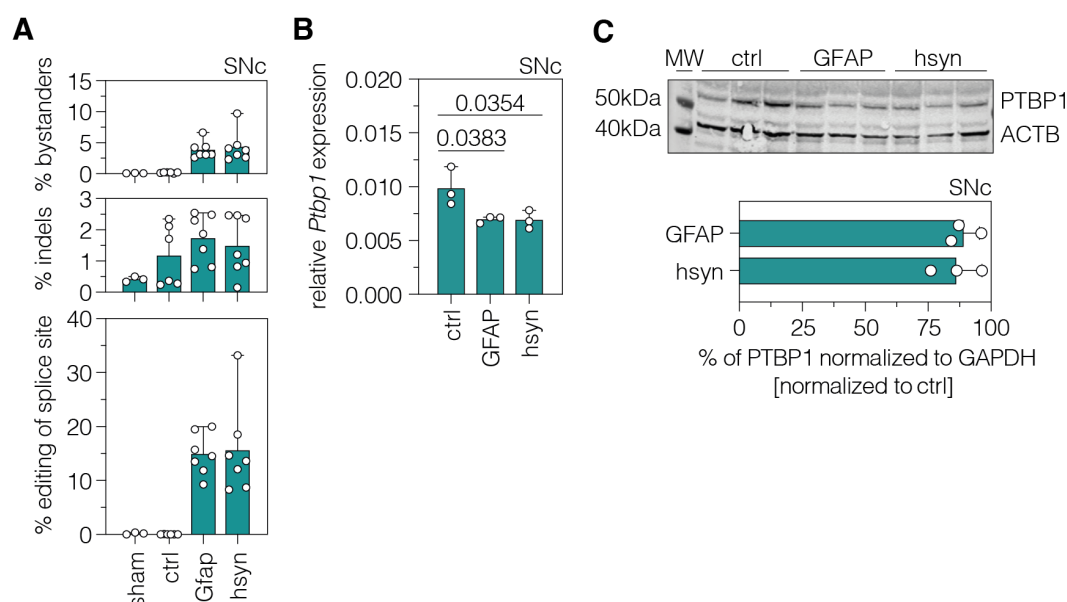 A
SNc
% bystanders
15
10
5
0
% indels
3
2
1
0
% editing of splice site
40
30
20
10
0
sham
ctrl
Gfap
hsyn
B
SNc
relative Ptbp1 expression
0.020
0.015
0.010
0.005
0.000
0.0354
0.0383
ctrl
GFAP
hsyn
C
MW ctrl GFAP hsyn
50kDa
40kDa
PTBP1
ACTB
SNc
GFAP
hsyn
0 25 50 75 100
% of PTBP1 normalized to GAPDH
[normalized to ctrl]